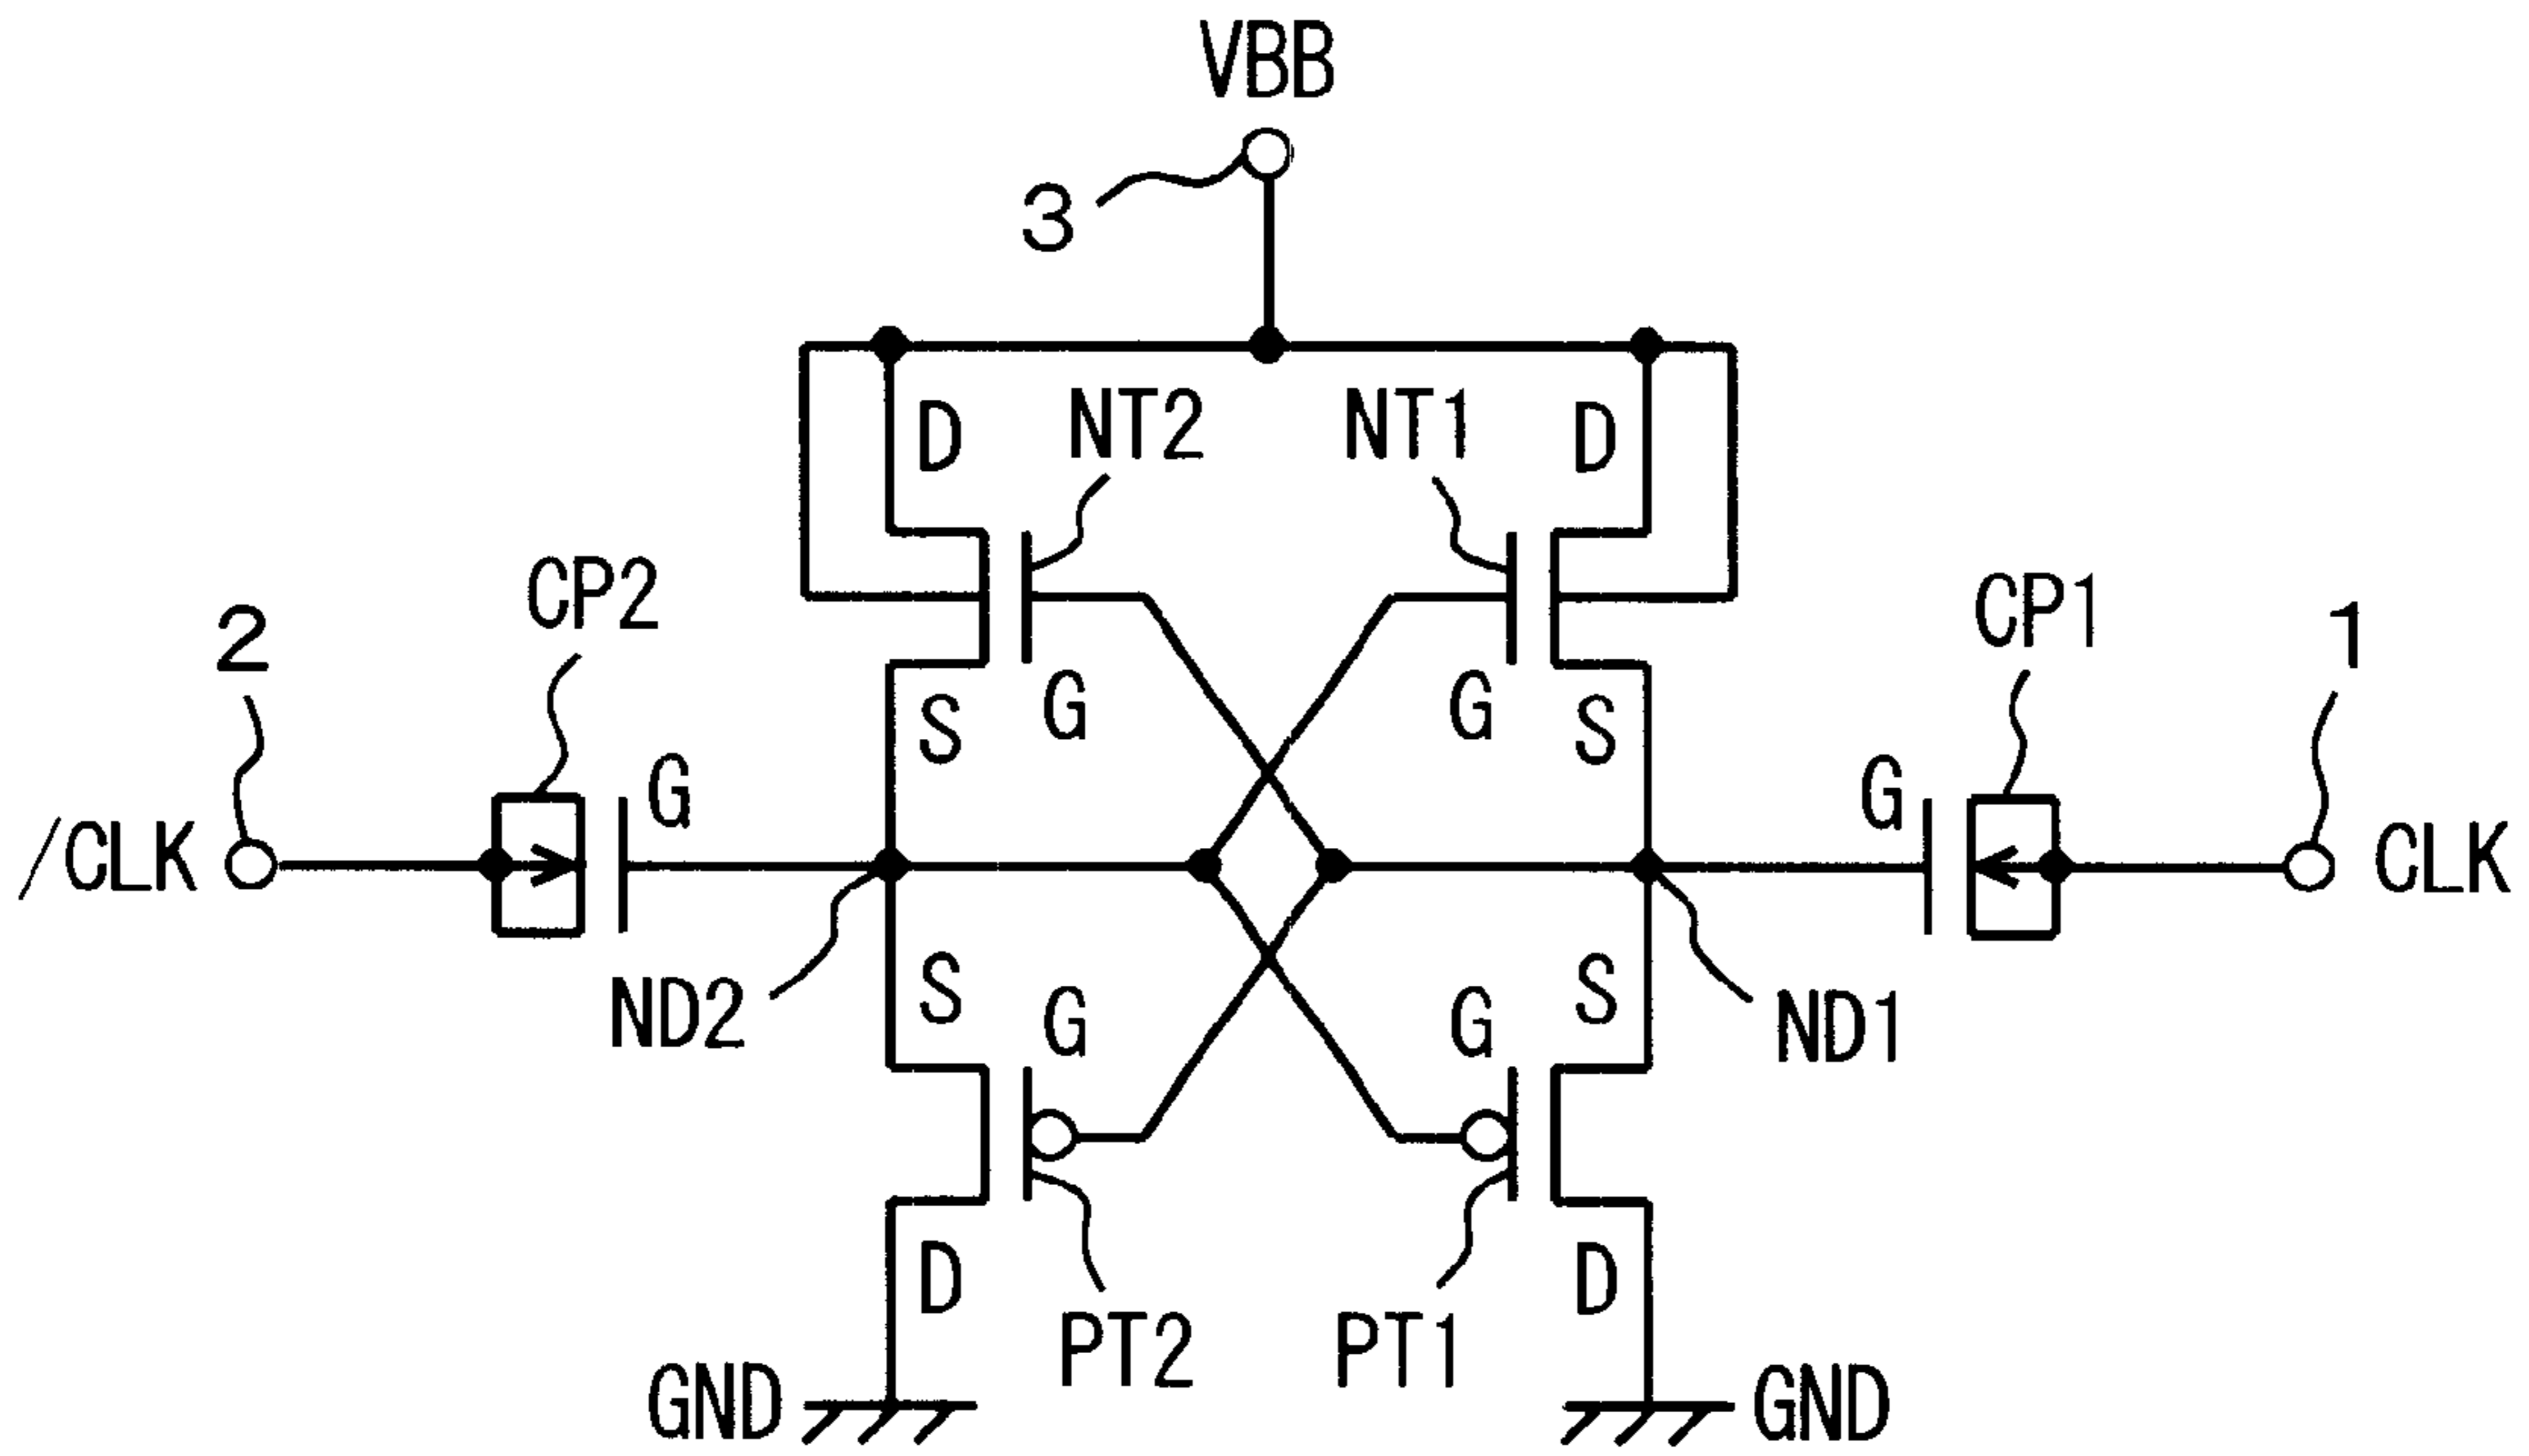 VBB
3
D
NT2
NT1
D
CP2
CP1
2
1
S
G
G
S
G
G
/CLK
CLK
ND2
S
G
G
S
ND1
D
PT2
PT1
D
GND
GND